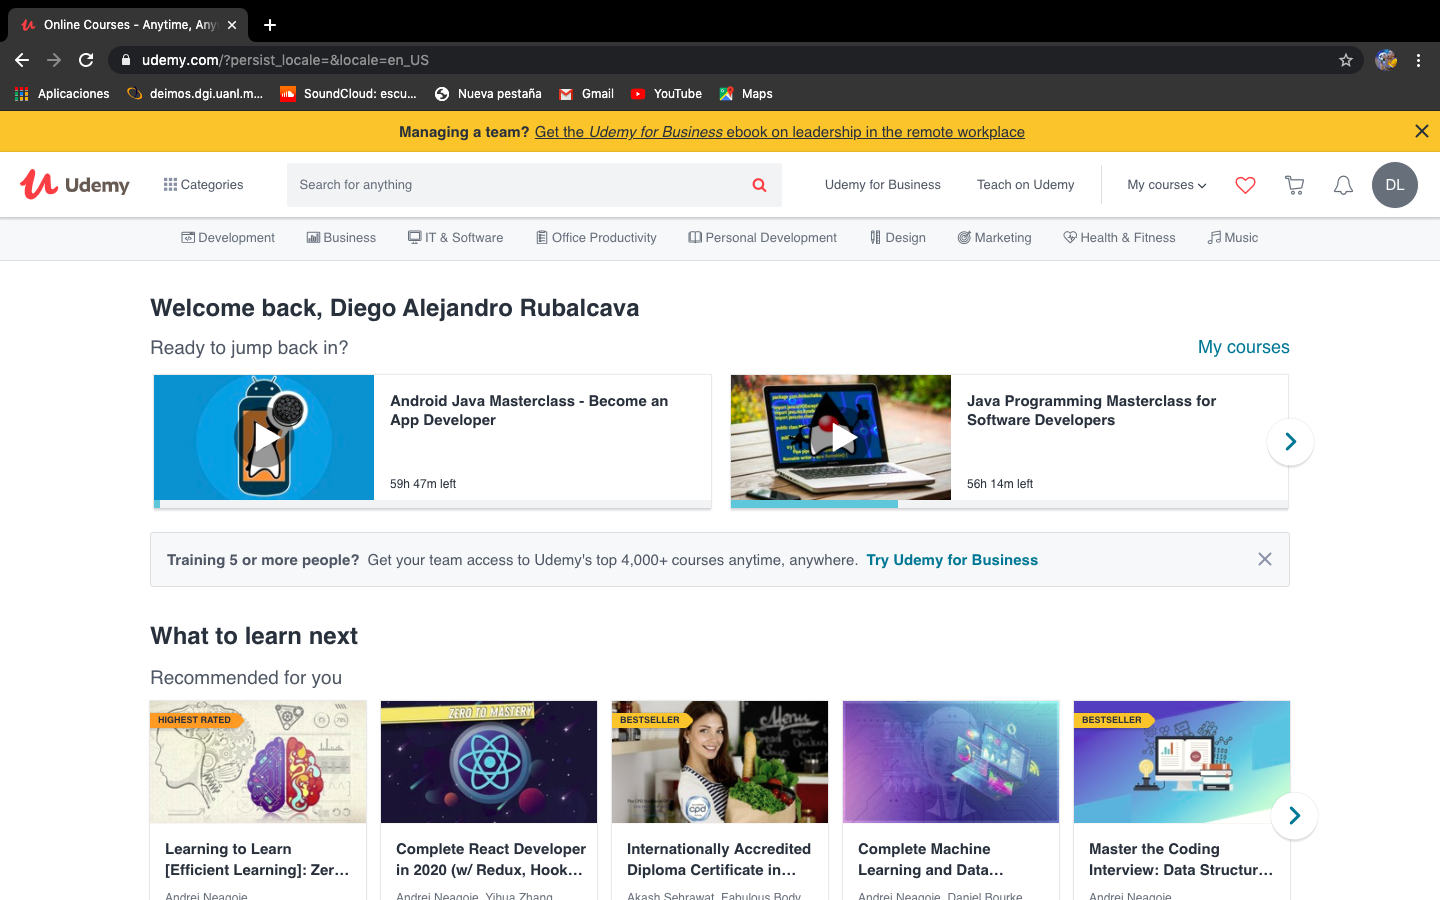 Online Courses - Anytime, Any
udemy.com/?persist_locale=&locale=en_US
Aplicaciones
deimos.dgi.uanl.m...
SoundCloud: escu...
Nueva pestaña
Gmail
YouTube
Maps
Managing a team? Get the Udemy for Business ebook on leadership in the remote workplace
Udemy
Categories
Search for anything
Udemy for Business
Teach on Udemy
My courses
DL
Development
Business
IT & Software
Office Productivity
Personal Development
Design
Marketing
Health & Fitness
Music
Welcome back, Diego Alejandro Rubalcava
Ready to jump back in?
My courses
Android Java Masterclass - Become an
App Developer
59h 47m left
Java Programming Masterclass for
Software Developers
56h 14m left
Training 5 or more people? Get your team access to Udemy's top 4,000+ courses anytime, anywhere. Try Udemy for Business
What to learn next
Recommended for you
HIGHEST RATED
Learning to Learn
[Efficient Learning]: Zer...
Andrei Neagoie
ZERO TO MASTERY
Complete React Developer
in 2020 (w/ Redux, Hook...
Andrei Neagoie, Yihua Zhang
BESTSELLER
Menu
cpd
Internationally Accredited
Diploma Certificate in...
Akash Sehrawat, Fabulous Body
Complete Machine
Learning and Data...
Andrei Neagoie, Daniel Bourke
BESTSELLER
Master the Coding
Interview: Data Structur...
Andrei Neagoie